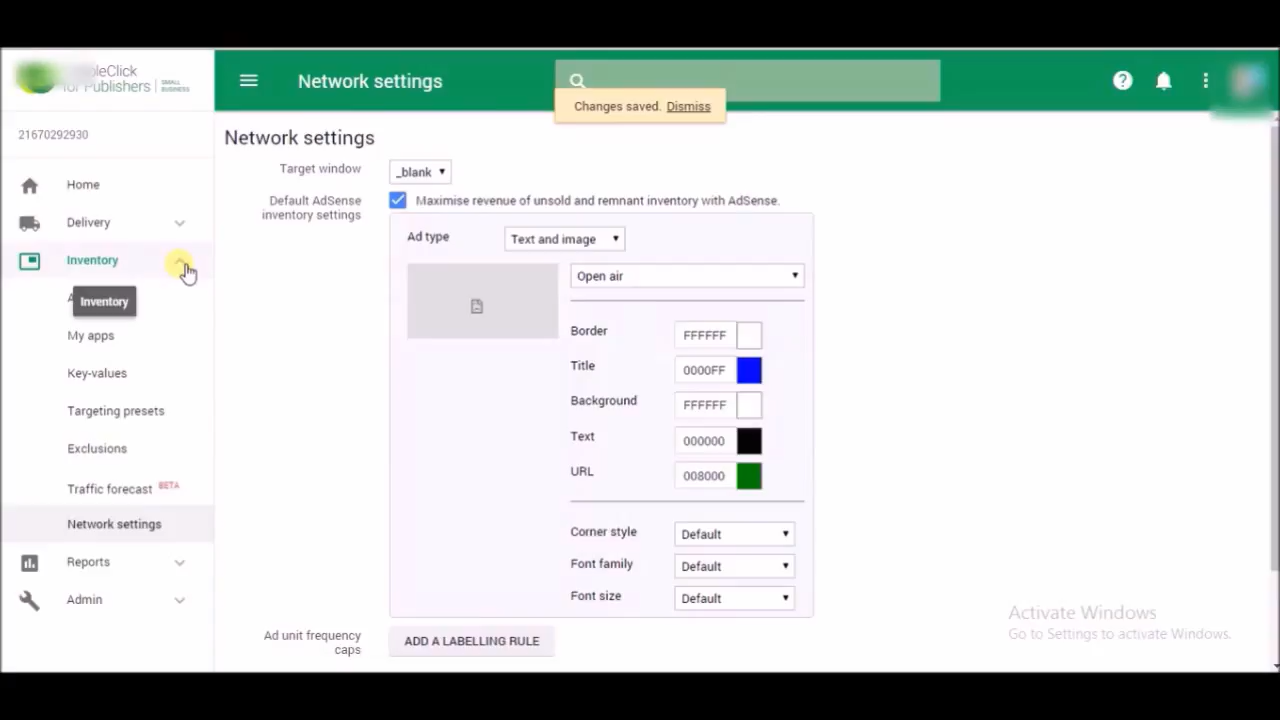 for Publishers
SMALL
BUSINESS
Network settings
Changes saved. Dismiss
21670292930
Home
Delivery
Inventory
Inventory
My apps
Key-values
Targeting presets
Exclusions
Traffic forecast BETA
Network settings
Reports
Admin
Network settings
Target window
_blank
Default AdSense
inventory settings
Maximise revenue of unsold and remnant inventory with AdSense.
Ad type
Text and image
Open air
Border
FFFFFF
Title
0000FF
Background
FFFFFF
Text
000000
URL
008000
Corner style
Default
Font family
Default
Font size
Default
Ad unit frequency
caps
ADD A LABELLING RULE
Activate Windows
Go to Settings to activate Windows.